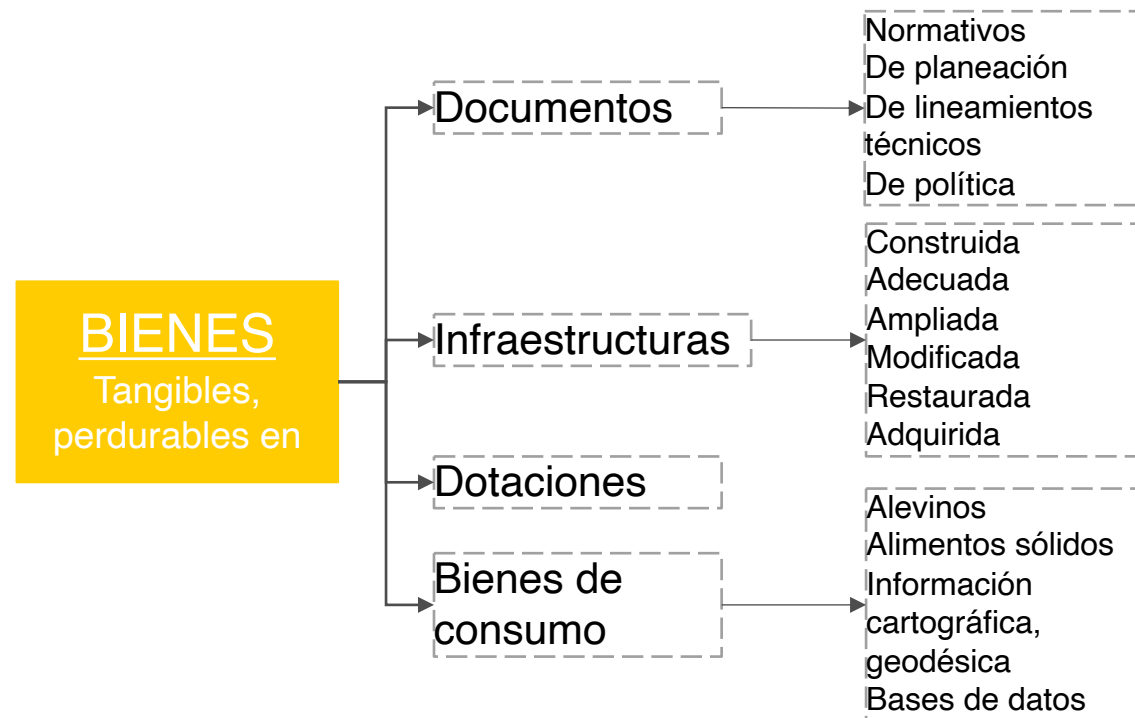 BIENES
Tangibles,
perdurables en
Documentos
Normativos
De planeación
De lineamientos
técnicos
De política
Infraestructuras
Construida
Adecuada
Ampliada
Modificada
Restaurada
Adquirida
Dotaciones
Bienes de
consumo
Alevinos
Alimentos sólidos
Información
cartográfica,
geodésica
Bases de datos